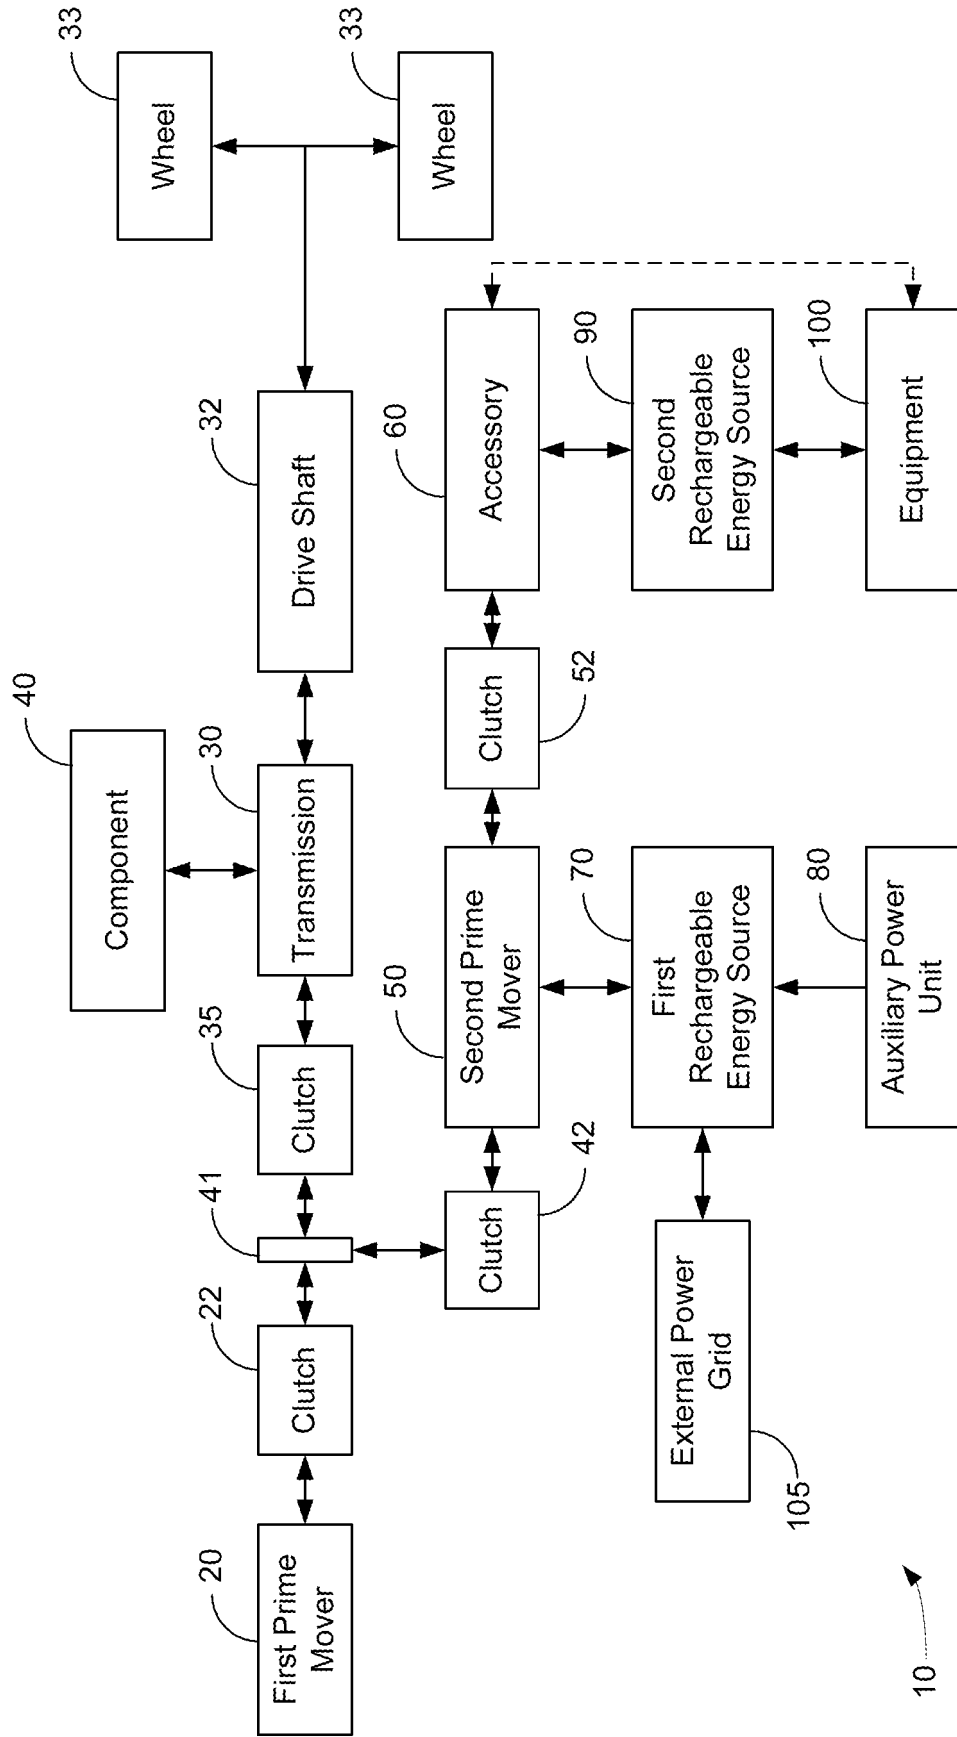 33
Wheel
33
Wheel
40
Component
20
First Prime
Mover
22
Clutch
41
35
Clutch
30
Transmission
32
Drive Shaft
42
Clutch
50
Second Prime
Mover
52
Clutch
60
Accessory
105
External Power
Grid
70
First
Rechargeable
Energy Source
90
Second
Rechargeable
Energy Source
80
Auxiliary Power
Unit
100
Equipment
10